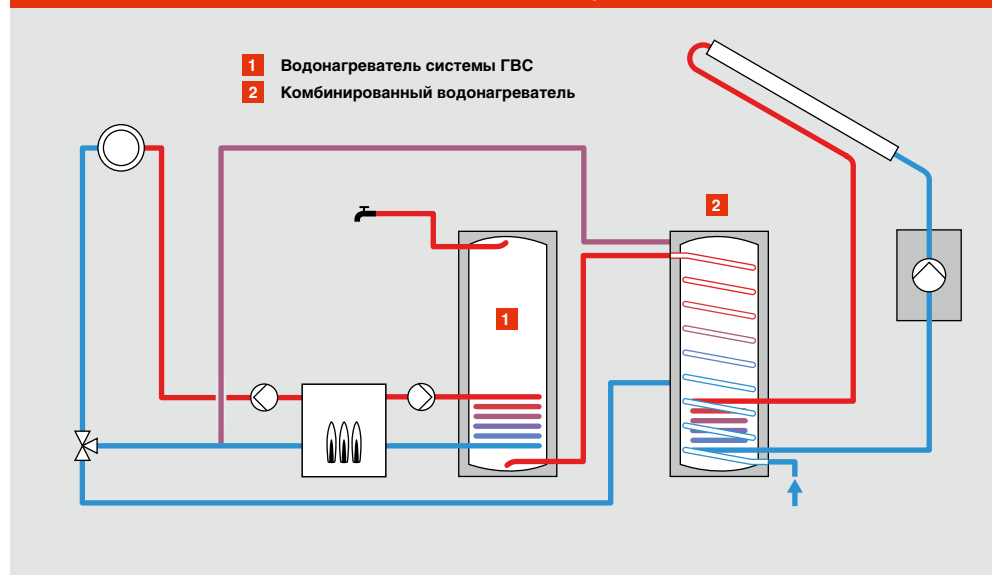 1 Водонагреватель системы ГВС
2 Комбинированный водонагреватель
2
1